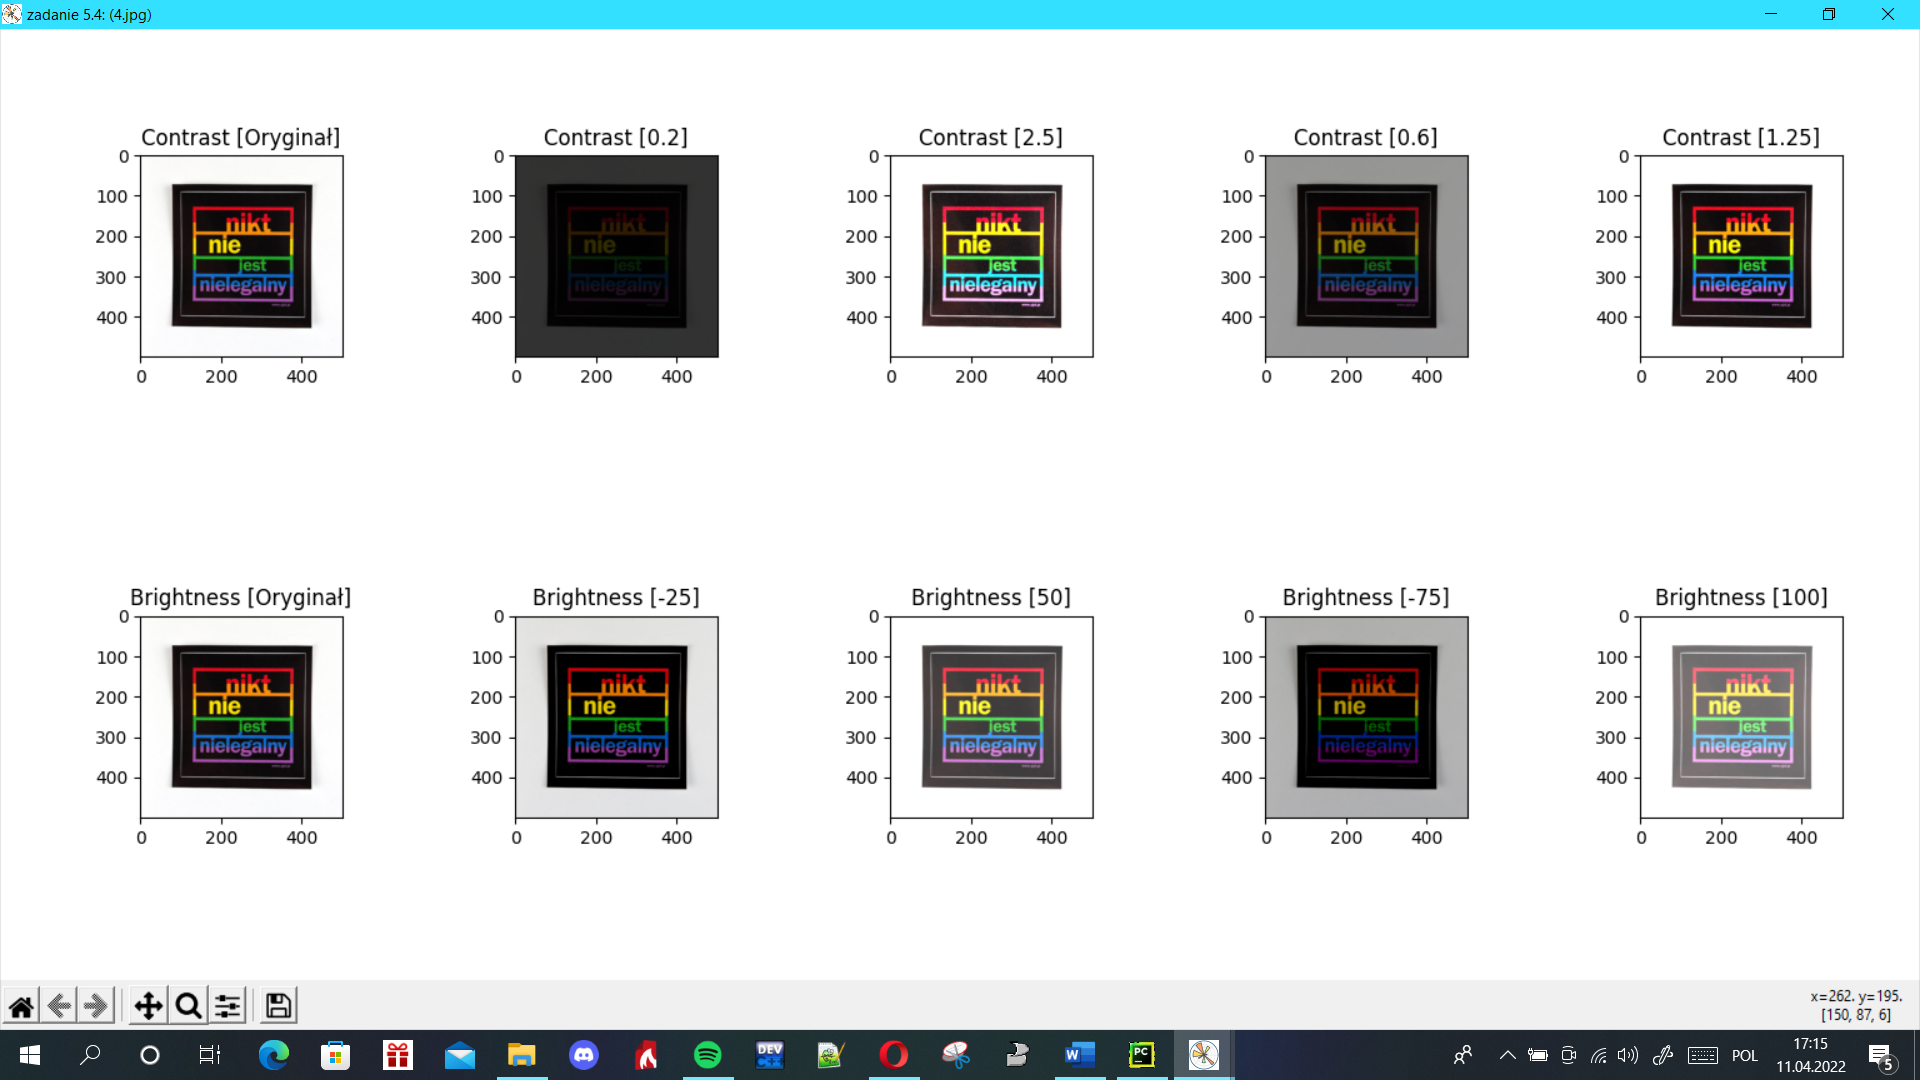 zadanie 5.4: (4.jpg)
Contrast [Oryginał]
Contrast [0.2]
Contrast [2.5]
Contrast [0.6]
Contrast [1.25]
0
100
200
300
400
0 200 400
nikt
nie
jest
nielegalny
0
100
200
300
400
0 200 400
nikt
nie
jest
nielegalny
0
100
200
300
400
0 200 400
nikt
nie
jest
nielegalny
0
100
200
300
400
0 200 400
nikt
nie
jest
nielegalny
0
100
200
300
400
0 200 400
nikt
nie
jest
nielegalny
Brightness [Oryginał]
Brightness [-25]
Brightness [50]
Brightness [-75]
Brightness [100]
0
100
200
300
400
0 200 400
nikt
nie
jest
nielegalny
0
100
200
300
400
0 200 400
nikt
nie
jest
nielegalny
0
100
200
300
400
0 200 400
nikt
nie
jest
nielegalny
0
100
200
300
400
0 200 400
nikt
nie
jest
nielegalny
0
100
200
300
400
0 200 400
nikt
nie
jest
nielegalny
x=262. y=195.
[150, 87, 6]
DEV
C++
W
PC
POL
17:15
11.04.2022
5